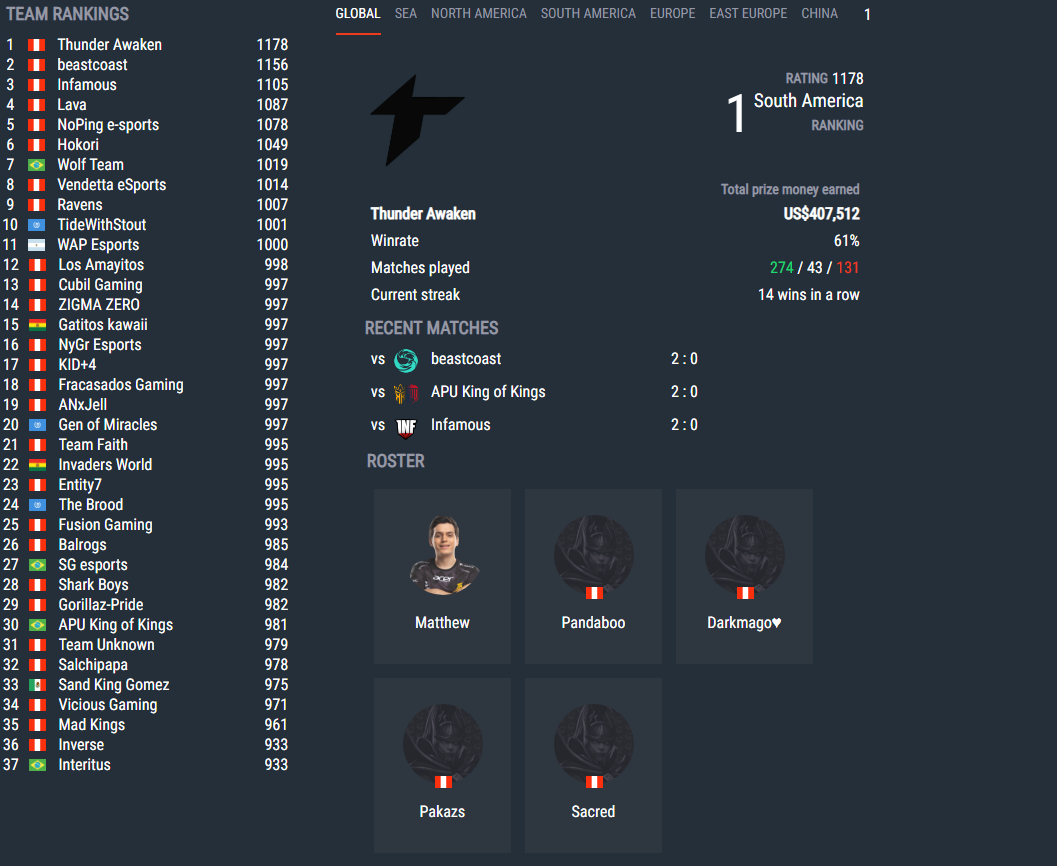 TEAM RANKINGS
1 Thunder Awaken 1178
2 beastcoast 1156
3 Infamous 1105
4 Lava 1087
5 NoPing e-sports 1078
6 Hokori 1049
7 Wolf Team 1019
8 Vendetta eSports 1014
9 Ravens 1007
10 TideWithStout 1001
11 WAP Esports 1000
12 Los Amayitos 998
13 Cubil Gaming 997
14 ZIGMA ZERO 997
15 Gatitos kawaii 997
16 NyGr Esports 997
17 KID+4 997
18 Fracasados Gaming 997
19 ANxJell 997
20 Gen of Miracles 997
21 Team Faith 995
22 Invaders World 995
23 Entity7 995
24 The Brood 995
25 Fusion Gaming 993
26 Balrogs 985
27 SG esports 984
28 Shark Boys 982
29 Gorillaz-Pride 982
30 APU King of Kings 981
31 Team Unknown 979
32 Salchipapa 978
33 Sand King Gomez 975
34 Vicious Gaming 971
35 Mad Kings 961
36 Inverse 933
37 Interitus 933
GLOBAL SEA NORTH AMERICA SOUTH AMERICA EUROPE EAST EUROPE CHINA 1
RATING 1178
1 South America
RANKING
Total prize money earned
Thunder Awaken US$407,512
Winrate 61%
Matches played 274 / 43 / 131
Current streak 14 wins in a row
RECENT MATCHES
vs beastcoast 2 : 0
vs APU King of Kings 2 : 0
vs INF Infamous 2 : 0
ROSTER
acer
Matthew Pandaboo Darkmago♥
Pakazs Sacred